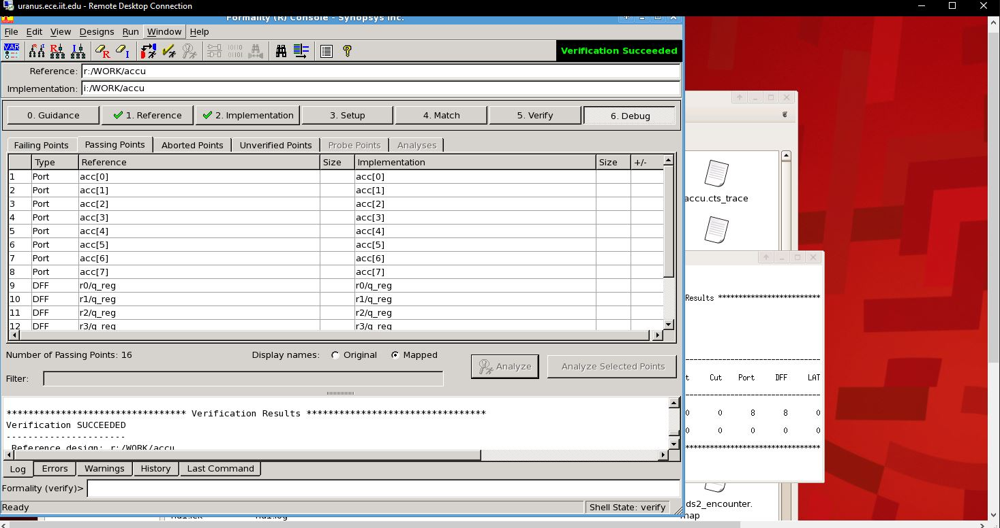 uranus.ece.iit.edu - Remote Desktop Connection
Formality (R) Console - Synopsys Inc.
File Edit View Designs Run Window Help
VAR
Verification Succeeded
Reference: r:/WORK/accu
Implementation: i:/WORK/accu
0. Guidance 1. Reference 2. Implementation 3. Setup 4. Match 5. Verify 6. Debug
Failing Points Passing Points Aborted Points Unverified Points Probe Points Analyses
Type Reference Size Implementation Size +/-
1 Port acc[0] acc[0]
2 Port acc[1] acc[1]
3 Port acc[2] acc[2]
4 Port acc[3] acc[3]
5 Port acc[4] acc[4]
6 Port acc[5] acc[5]
7 Port acc[6] acc[6]
8 Port acc[7] acc[7]
9 DFF r0/q_reg r0/q_reg
10 DFF r1/q_reg r1/q_reg
11 DFF r2/q_reg r2/q_reg
12 DFF r3/q_reg r3/q_reg
Number of Passing Points: 16 Display names: Original Mapped
Analyze Analyze Selected Points
Filter:
********************************* Verification Results *********************************
Verification SUCCEEDED
----------------------
Reference design: r:/WORK/accu
Log Errors Warnings History Last Command
Formality (verify)>
Ready Shell State: verify
accu.cts_trace
Results *************************
t Cut Port DFF LAT
0 0 8 8 0
0 0 0 0 0
ds2_encounter.
map